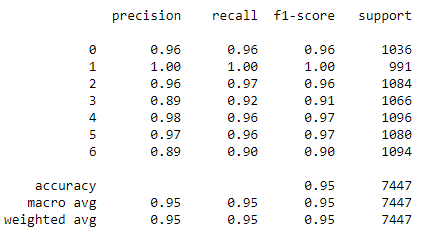 precision recall f1-score support
0 0.96 0.96 0.96 1036
1 1.00 1.00 1.00 991
2 0.96 0.97 0.96 1084
3 0.89 0.92 0.91 1066
4 0.98 0.96 0.97 1096
5 0.97 0.96 0.97 1080
6 0.89 0.90 0.90 1094
accuracy 0.95 7447
macro avg 0.95 0.95 0.95 7447
weighted avg 0.95 0.95 0.95 7447